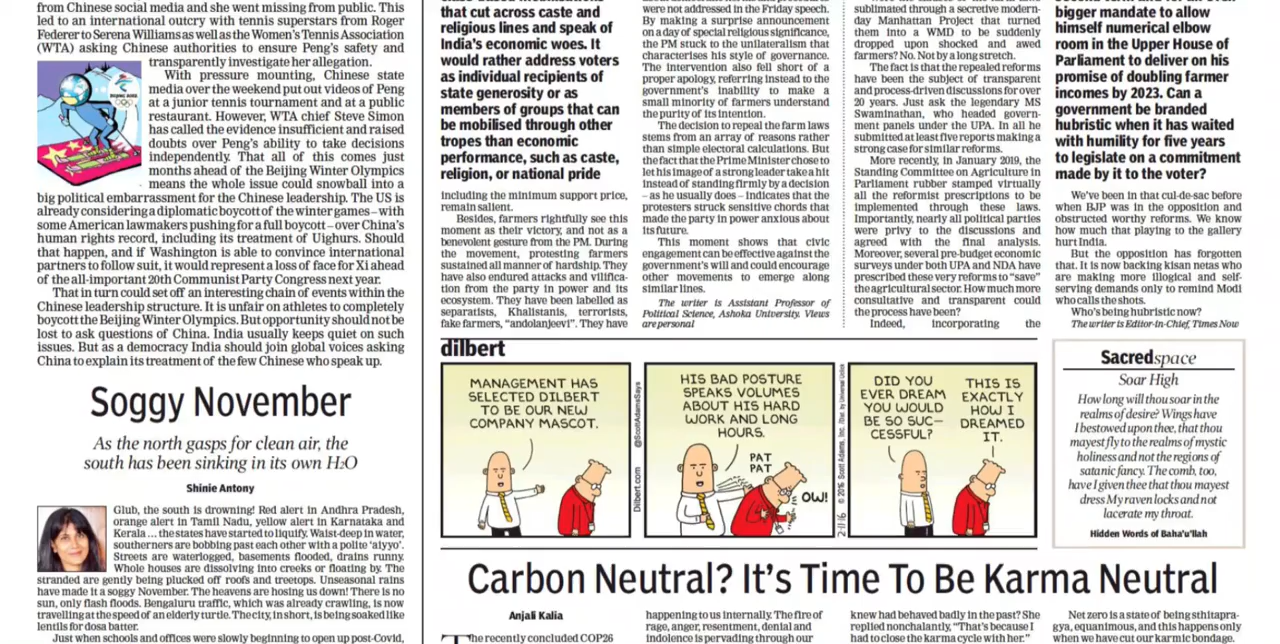 from Chinese social media and she went missing from public. This
led to an international outcry with tennis superstars from Roger
Federer to Serena Williams as well as the Women's Tennis Association
(WTA) asking Chinese authorities to ensure Peng's safety and
transparently investigate her allegation.
With pressure mounting, Chinese state
media over the weekend put out videos of Peng
at a junior tennis tournament and at a public
restaurant. However, WTA chief Steve Simon
has called the evidence insufficient and raised
doubts over Peng's ability to take decisions
independently. That all of this comes just
months ahead of the Beijing Winter Olympics
means the whole issue could snowball into a
big political embarrassment for the Chinese leadership. The US is
already considering a diplomatic boycott of the winter games – with
some American lawmakers pushing for a full boycott – over China's
human rights record, including its treatment of Uighurs. Should
that happen, and if Washington is able to convince international
partners to follow suit, it would represent a loss of face for Xi ahead
of the all-important 20th Communist Party Congress next year.
That in turn could set off an interesting chain of events within the
Chinese leadership structure. It is unfair on athletes to completely
boycott the Beijing Winter Olympics. But opportunity should not be
lost to ask questions of China. India usually keeps quiet on such
issues. But as a democracy India should join global voices asking
China to explain its treatment of the few Chinese who speak up.
Soggy November
As the north gasps for clean air, the
south has been sinking in its own H2O
Shinie Antony
Glub, the south is drowning! Red alert in Andhra Pradesh,
orange alert in Tamil Nadu, yellow alert in Karnataka and
Kerala ... the states have started to liquify. Waist-deep in water,
southerners are bobbing past each other with a polite 'aiyyo'.
Streets are waterlogged, basements flooded, drains runny.
Whole houses are dissolving into creeks or floating by. The
stranded are gently being plucked off roofs and treetops. Unseasonal rains
have made it a soggy November. The heavens are hosing us down! There is no
sun, only flash floods. Bengaluru traffic, which was already crawling, is now
travelling at the speed of an elderly turtle. The city, in short, is being soaked like
lentils for dosa batter.
Just when schools and offices were slowly beginning to open up post-Covid,
that cut across caste and
religious lines and speak of
India's economic woes. It
would rather address voters
as individual recipients of
state generosity or as
members of groups that can
be mobilised through other
tropes than economic
performance, such as caste,
religion, or national pride
including the minimum support price,
remain salient.
Besides, farmers rightfully see this
moment as their victory, and not as a
benevolent gesture from the PM. During
the movement, protesting farmers
sustained all manner of hardship. They
have also endured attacks and vilifica-
tion from the party in power and its
ecosystem. They have been labelled as
separatists, Khalistanis, terrorists,
fake farmers, "andolanjeevi". They have
were not addressed in the Friday speech.
By making a surprise announcement
on a day of special religious significance,
the PM stuck to the unilateralism that
characterises his style of governance.
The intervention also fell short of a
proper apology, referring instead to the
government's inability to make a
small minority of farmers understand
the purity of its intention.
The decision to repeal the farm laws
stems from an array of reasons rather
than simple electoral calculations. But
the fact that the Prime Minister chose to
let his image of a strong leader take a hit
instead of standing firmly by a decision
– as he usually does – indicates that the
protesters struck sensitive chords that
made the party in power anxious about
its future.
This moment shows that civic
engagement can be effective against the
government's will and could encourage
other movements to emerge along
similar lines.
The writer is Assistant Professor of
Political Science, Ashoka University. Views
are personal
sublimated through a secretive modern-
day Manhattan Project that turned
them into a WMD to be suddenly
dropped upon shocked and awed
farmers? No. Not by a long stretch.
The fact is that the repealed reforms
have been the subject of transparent
and process-driven discussions for over
20 years. Just ask the legendary MS
Swaminathan, who headed govern-
ment panels under the UPA. In all he
submitted at least five reports making a
strong case for similar reforms.
More recently, in January 2019, the
Standing Committee on Agriculture in
Parliament rubber stamped virtually
all the reform prescriptions to be
implemented through these laws.
Importantly, nearly all political parties
were privy to the discussions and
agreed with the final analysis.
Moreover, several pre-budget economic
surveys under both UPA and NDA have
prescribed these very reforms to "save"
the agricultural sector. How much more
consultative and transparent could
the process have been?
Indeed, incorporating the
bigger mandate to allow
himself numerical elbow
room in the Upper House of
Parliament to deliver on his
promise of doubling farmer
incomes by 2023. Can a
government be branded
hubristic when it has waited
with humility for five years
to legislate on a commitment
made by it to the voter?
We've been in that cul-de-sac before
when BJP was in the opposition and
obstructed worthy reforms. We know
how much that playing to the gallery
hurt India.
But the opposition has forgotten
that. It is now backing kisan netas who
are making more illogical and self-
serving demands only to remind Modi
who calls the shots.
Who's being hubristic now?
The writer is Editor-in-Chief, Times Now
dilbert
MANAGEMENT HAS
SELECTED DILBERT
TO BE OUR NEW
COMPANY MASCOT.
Dilbert.com @ScottAdamsSays
HIS BAD POSTURE
SPEAKS VOLUMES
ABOUT HIS HARD
WORK AND LONG
HOURS.
PAT
PAT
OW!
2-11-16 © 2016 Scott Adams, Inc. /Dist. by Universal Uclick
DID YOU
EVER DREAM
YOU WOULD
BE SO SUC-
CESSFUL?
THIS IS
EXACTLY
HOW I
DREAMED
IT.
Sacredspace
Soar High
How long will thou soar in the
realms of desire? Wings have
I bestowed upon thee, that thou
mayest fly to the realms of mystic
holiness and not the regions of
satanic fancy. The comb, too,
have I given thee that thou mayest
dress My raven locks and not
lacerate my throat.
Hidden Words of Baha'u'llah
Carbon Neutral? It's Time To Be Karma Neutral
Anjali Kalia
The recently concluded COP26
happening to us internally. The fire of
rage, anger, resentment, denial and
indolence is pervading through our
knew had behaved badly in the past? She
replied nonchalantly, "That's because I
had to close the karma cycle with her."
Net zero is a state of being sthitapra-
gya, equanimous, and this happens only
when we have cut our karmic bondage.